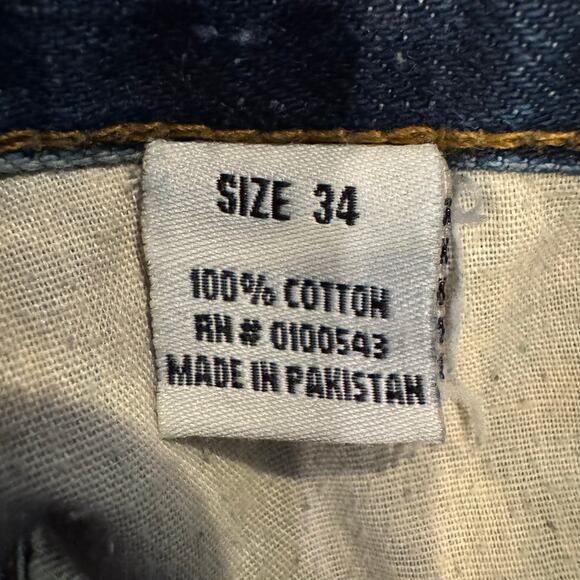 SIZE 34
100% COTTON
RN # 0100543
MADE IN PAKISTAN